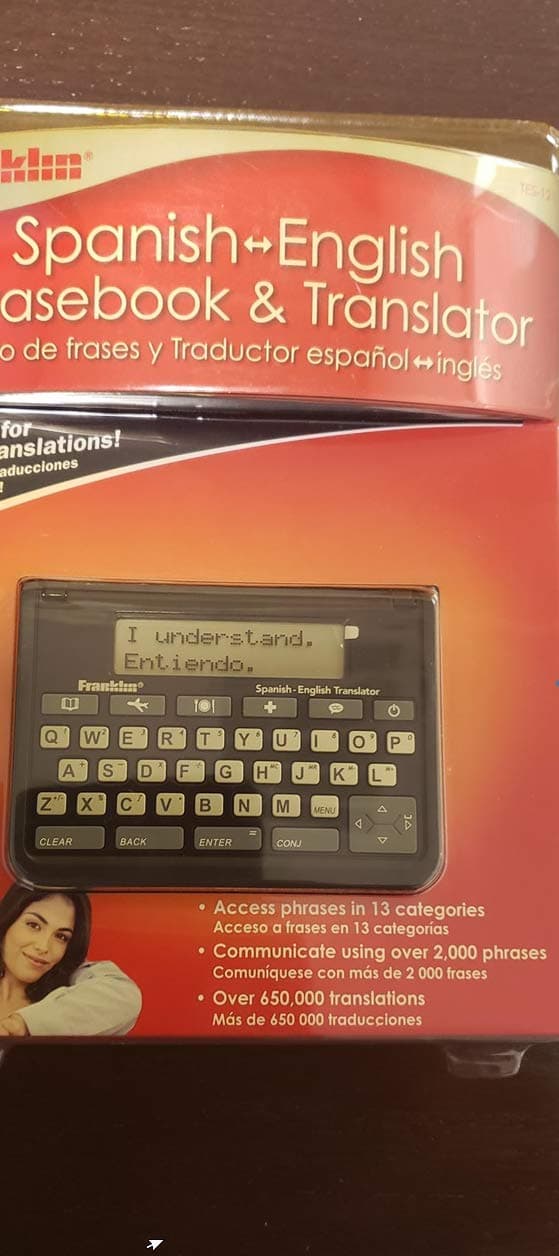 klin®
TES-12
Spanish↔English
asebook & Translator
o de frases y Traductor español↔inglés
for
anslations!
aducciones
!
I understand.
Entiendo.
Franklin®
Spanish-English Translator
Q W E R T Y U I O P
A S D F G H J K L
Z X C V B N M MENU
CLEAR BACK ENTER = CONJ
• Access phrases in 13 categories
Acceso a frases en 13 categorías
• Communicate using over 2,000 phrases
Comuníquese con más de 2 000 frases
• Over 650,000 translations
Más de 650 000 traducciones